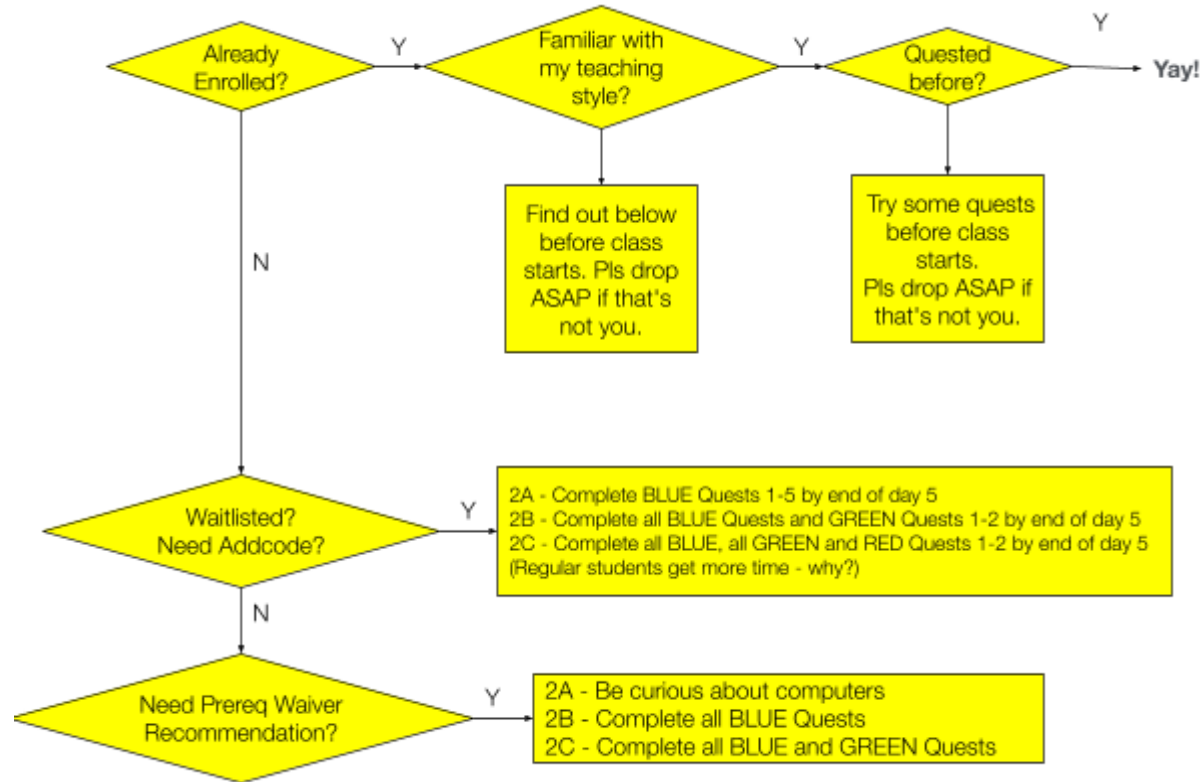 Y
Already
Enrolled?
Y
Familiar with
my teaching
style?
Y
Quested
before?
Yay!
Find out below
before class
starts. Pls drop
ASAP if that's
not you.
Try some quests
before class
starts.
Pls drop ASAP if
that's not you.
N
Waitlisted?
Need Addcode?
Y
2A - Complete BLUE Quests 1-5 by end of day 5
2B - Complete all BLUE Quests and GREEN Quests 1-2 by end of day 5
2C - Complete all BLUE, all GREEN and RED Quests 1-2 by end of day 5
(Regular students get more time - why?)
N
Need Prereq Waiver
Recommendation?
Y
2A - Be curious about computers
2B - Complete all BLUE Quests
2C - Complete all BLUE and GREEN Quests